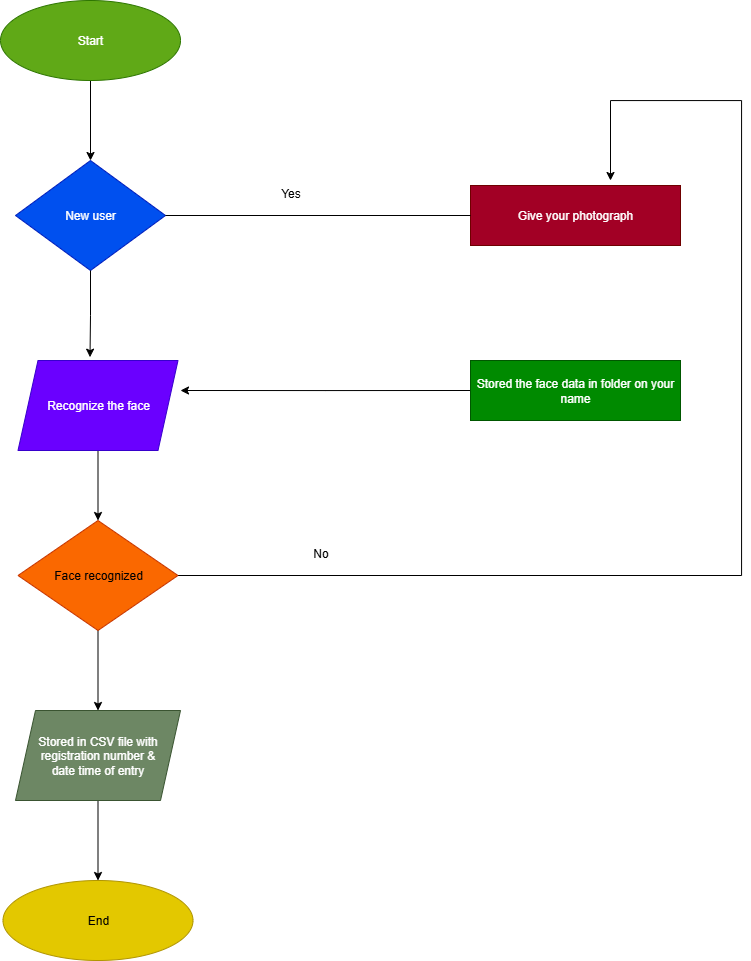 Start
New user
Yes
Give your photograph
Recognize the face
Stored the face data in folder on your
name
Face recognized
No
Stored in CSV file with
registration number &
date time of entry
End